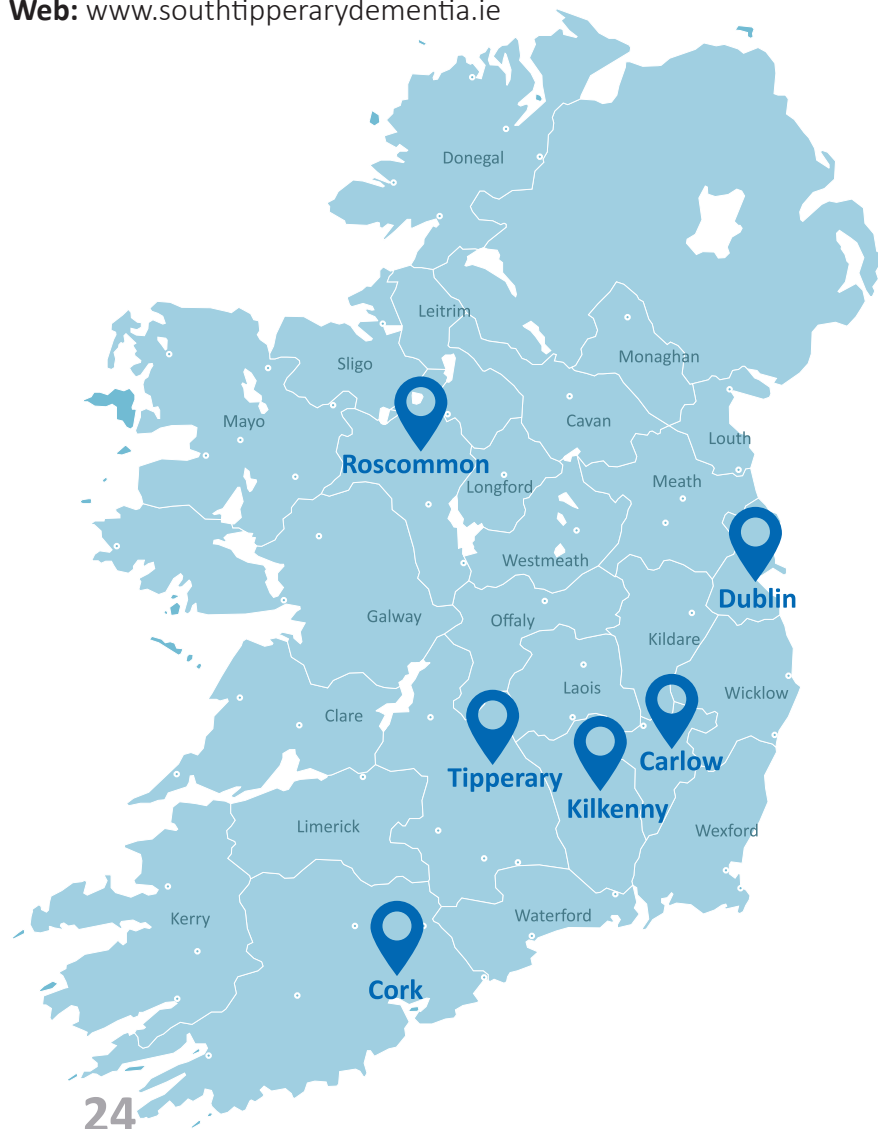 Web: www.southtipperarydementia.ie
Donegal
Leitrim
Monaghan
Sligo
Cavan
Mayo
Louth
Roscommon
Longford
Meath
Westmeath
Dublin
Galway
Offaly
Kildare
Laois
Wicklow
Clare
Carlow
Tipperary
Kilkenny
Limerick
Wexford
Kerry
Waterford
Cork
24